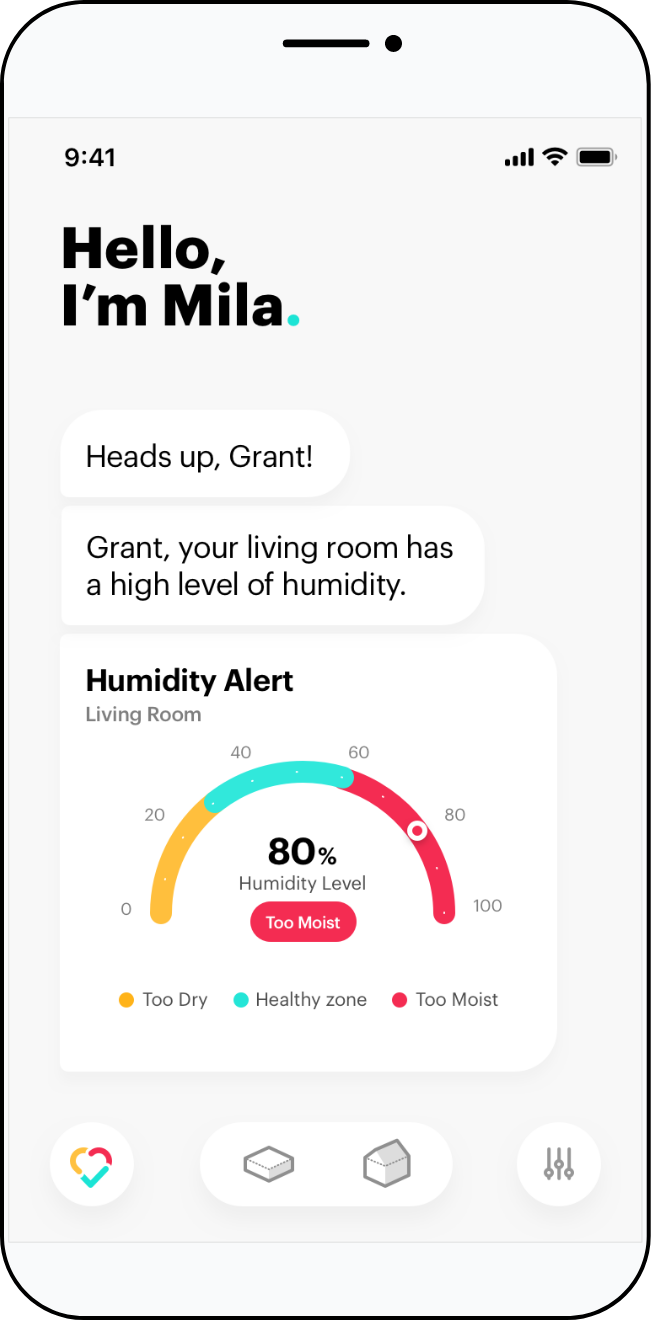 9:41
Hello,
I’m Mila.
Heads up, Grant!
Grant, your living room has
a high level of humidity.
Humidity Alert
Living Room
40 60
20 80
80%
Humidity Level
0 100
Too Moist
Too Dry Healthy zone Too Moist